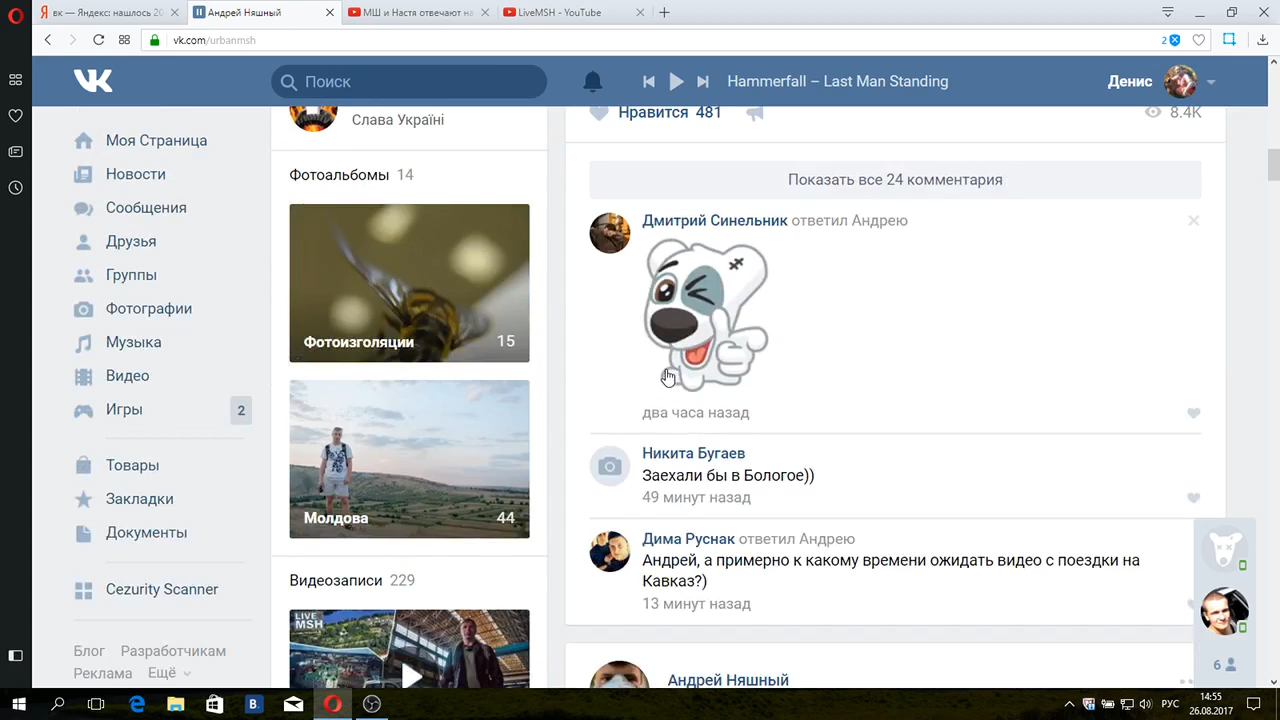 вк — Яндекс: нашлось 20
Андрей Няшный
МШ и Настя отвечают на
LiveMSH - YouTube
vk.com/urbanmsh
2
Поиск
Hammerfall – Last Man Standing
Денис
Моя Страница
Новости
Сообщения
Друзья
Группы
Фотографии
Музыка
Видео
Игры
2
Товары
Закладки
Документы
Cezurity Scanner
Блог Разработчикам
Реклама Ещё
Слава Україні
Фотоальбомы 14
Фотоизголяции 15
Молдова 44
Видеозаписи 229
LIVE
MSH
Нравится 481
8.4K
Показать все 24 комментария
Дмитрий Синельник ответил Андрею
два часа назад
Никита Бугаев
Заехали бы в Бологое))
49 минут назад
Дима Руснак ответил Андрею
Андрей, а примерно к какому времени ожидать видео с поездки на
Кавказ?)
13 минут назад
Андрей Няшный
6
РУС
14:55
26.08.2017